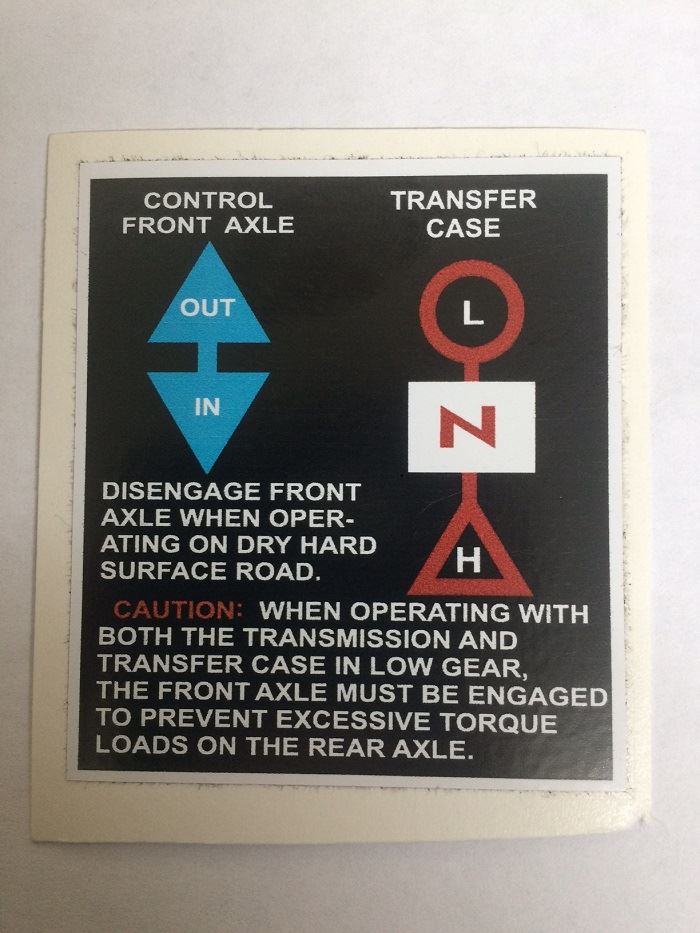 CONTROL
FRONT AXLE
OUT
IN
TRANSFER
CASE
L
N
H
DISENGAGE FRONT
AXLE WHEN OPER-
ATING ON DRY HARD
SURFACE ROAD.
CAUTION: WHEN OPERATING WITH
BOTH THE TRANSMISSION AND
TRANSFER CASE IN LOW GEAR,
THE FRONT AXLE MUST BE ENGAGED
TO PREVENT EXCESSIVE TORQUE
LOADS ON THE REAR AXLE.